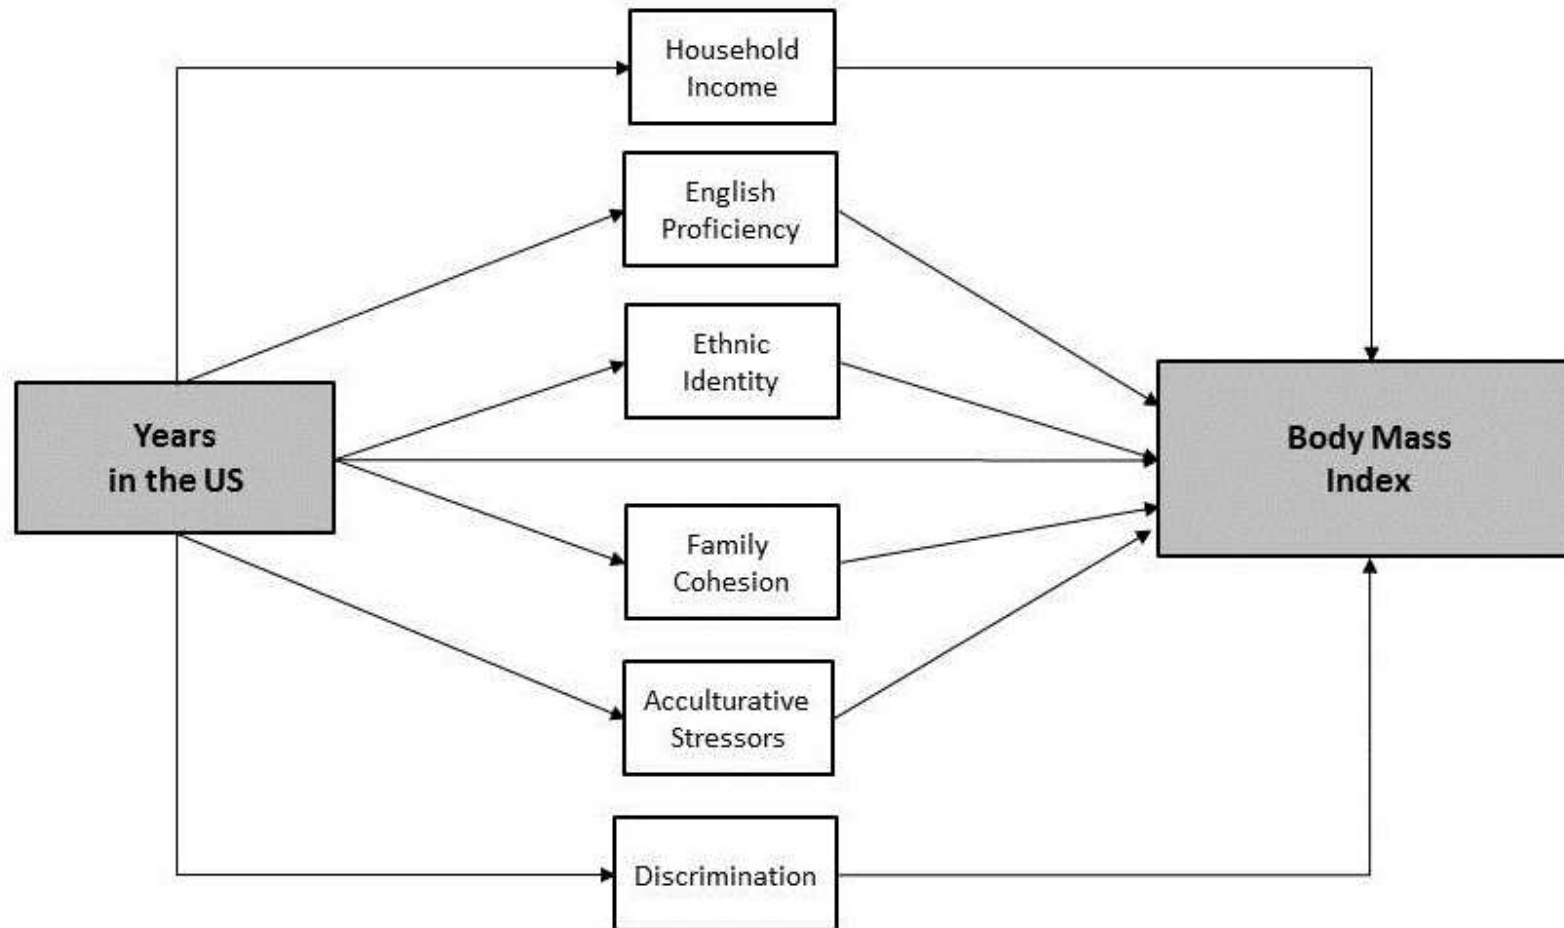 Household
Income
English
Proficiency
Ethnic
Identity
Years
in the US
Body Mass
Index
Family
Cohesion
Acculturative
Stressors
Discrimination